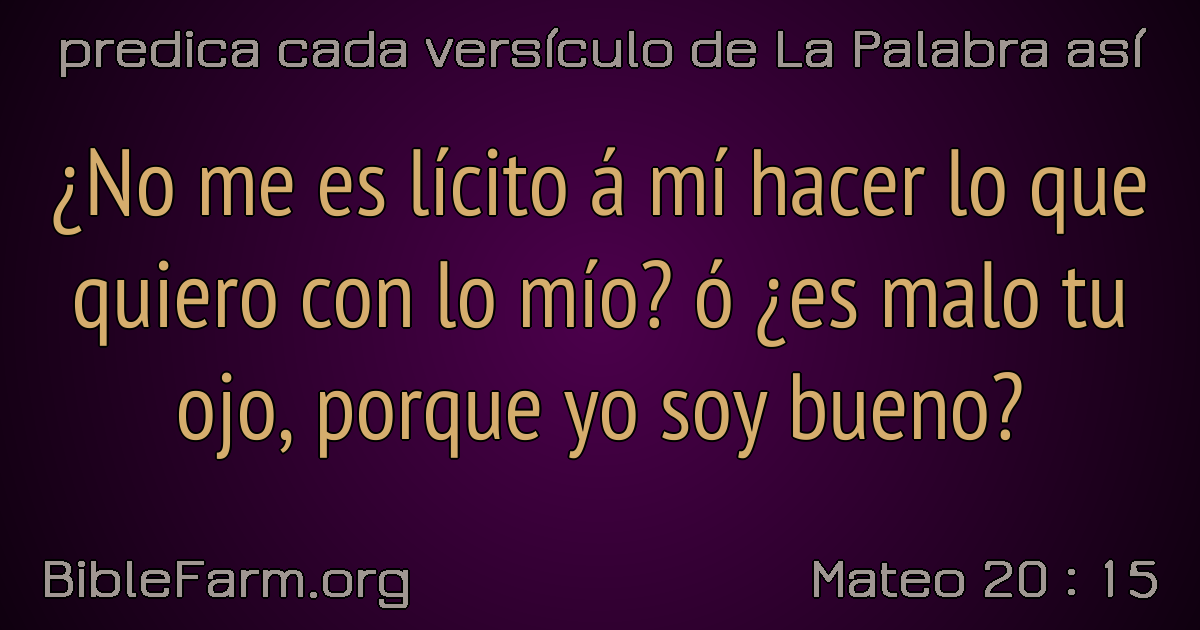 predica cada versículo de La Palabra así
¿No me es lícito á mí hacer lo que
quiero con lo mío? ó ¿es malo tu
ojo, porque yo soy bueno?
BibleFarm.org
Mateo 20 : 15